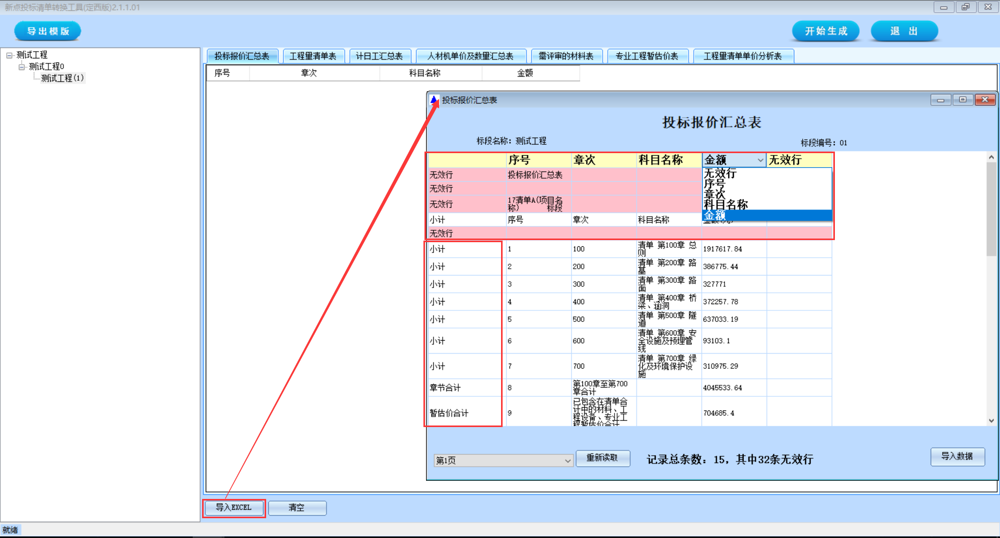 新点投标清单转换工具(定西版)2.1.1.01
导出模版
开始生成
退 出
测试工程
测试工程0
测试工程(1)
投标报价汇总表 工程量清单表 计日工汇总表 人材机单价及数量汇总表 需评审的材料表 专业工程暂估价表 工程量清单单价分析表
序号 章次 科目名称 金额
投标报价汇总表
投标报价汇总表
标段名称：测试工程
标段编号：01
序号 章次 科目名称 金额 无效行
无效行
序号
章次
科目名称
金额
无效行 投标报价汇总表
无效行
无效行 17清单A(项目名
称) 标段
小计 序号 章次 科目名称
无效行
小计 1 100 清单 第100章 总
则 1917617.84
小计 2 200 清单 第200章 路
基 386775.44
小计 3 300 清单 第300章 路
面 327771
小计 4 400 清单 第400章 桥
梁、涵洞 372257.78
小计 5 500 清单 第500章 隧
道 637033.19
小计 6 600 清单 第600章 安
全设施及预埋管
线 93103.1
小计 7 700 清单 第700章 绿
化及环境保护设
施 310975.29
章节合计 8 第100章至第700
章合计 4045533.64
暂估价合计 9 已包含在清单合
计中的材料、工
程设备、专业工
程暂估价合计 704685.4
第1页
重新读取
记录总条数：15，其中32条无效行
导入数据
导入EXCEL
清空
就绪